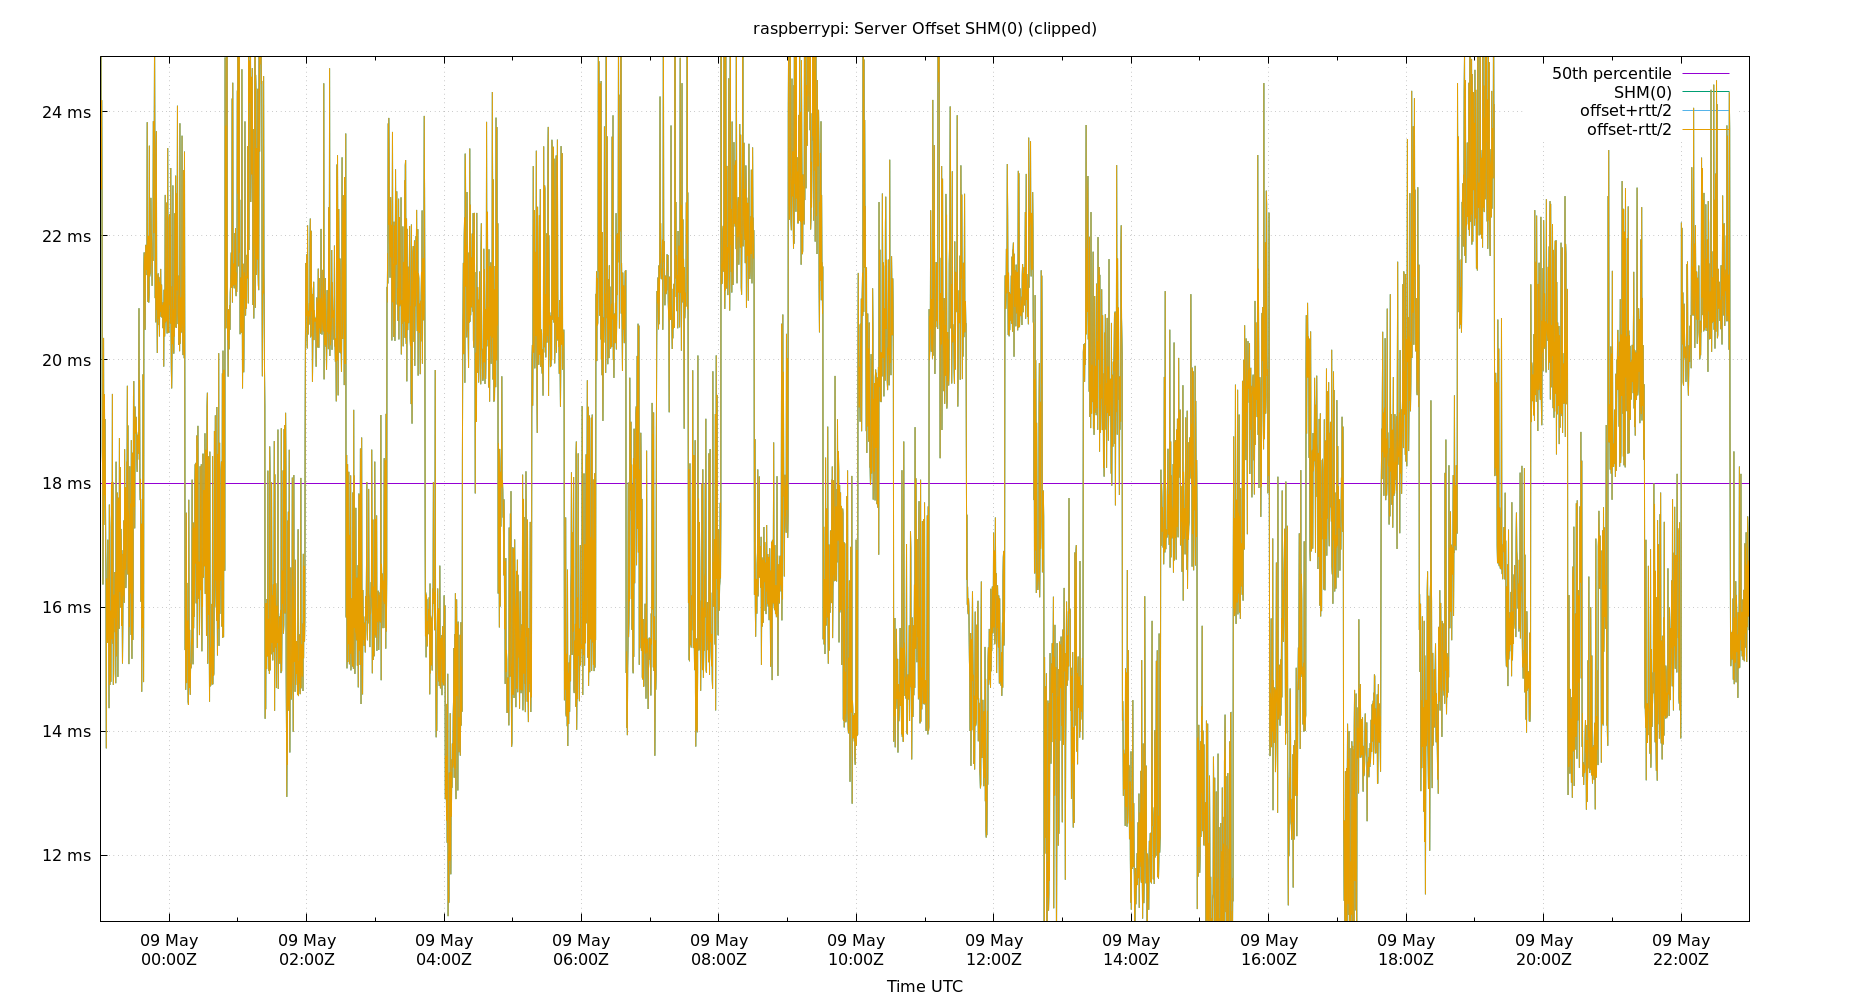 raspberrypi: Server Offset SHM(0) (clipped)
50th percentile
SHM(0)
offset+rtt/2
offset-rtt/2
24 ms
22 ms
20 ms
18 ms
16 ms
14 ms
12 ms
09 May 09 May 09 May 09 May 09 May 09 May 09 May 09 May 09 May 09 May 09 May 09 May
00:00Z 02:00Z 04:00Z 06:00Z 08:00Z 10:00Z 12:00Z 14:00Z 16:00Z 18:00Z 20:00Z 22:00Z
Time UTC